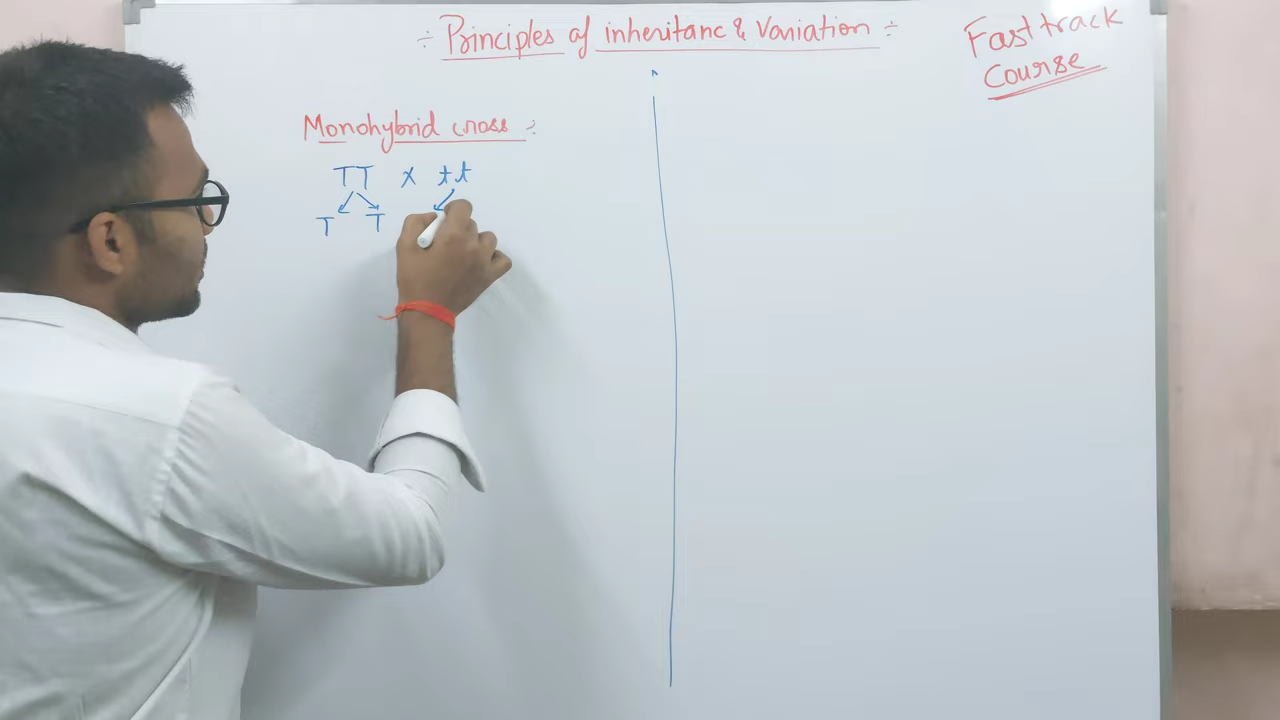 ÷ Principles of inheritanc & Variation ÷
Fast track
Course
Monohybrid cross :
TT x tt
T T